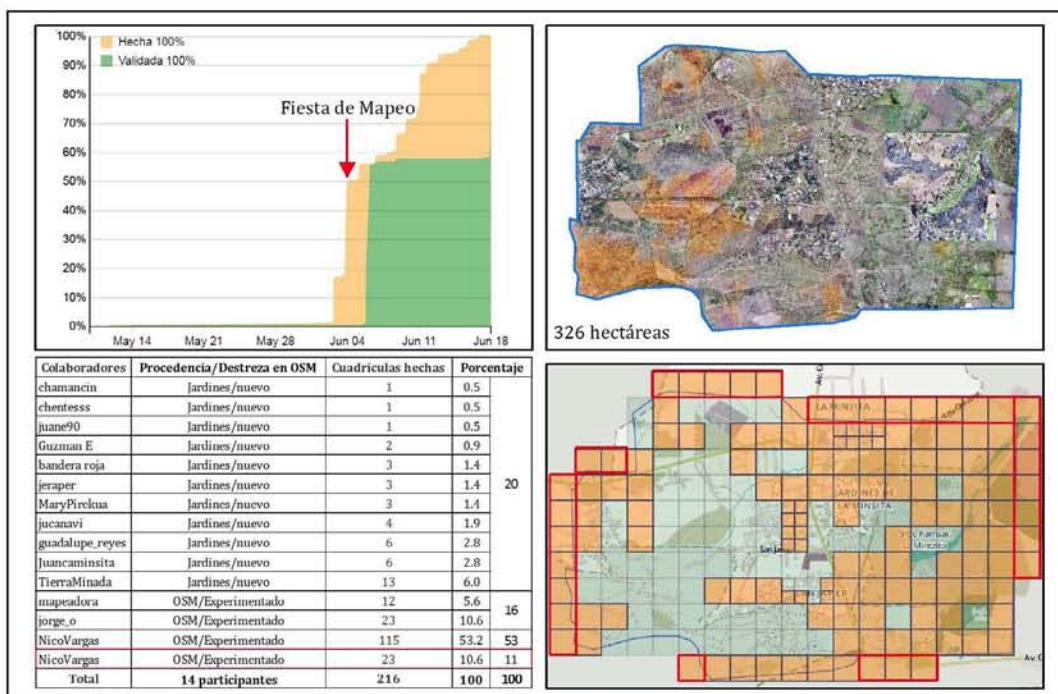 100%
90%
80%
70%
60%
50%
40%
30%
20%
10%
0%
Hecha 100%
Validada 100%
Fiesta de Mapeo
May 14 May 21 May 28 Jun 04 Jun 11 Jun 18
326 hectáreas
Colaboradores Procedencia/Destreza en OSM Cuadrículas hechas Porcentaje
chamancin Jardines/nuevo 1 0.5
chentesss Jardines/nuevo 1 0.5
juane90 Jardines/nuevo 1 0.5
Guzman E Jardines/nuevo 2 0.9
bandera roja Jardines/nuevo 3 1.4
jeraper Jardines/nuevo 3 1.4 20
Jardines/nuevo 3 1.4
jucanavi Jardines/nuevo 4 1.9
guadalupe_reyes Jardines/nuevo 6 2.8
Juancaminsita Jardines/nuevo 6 2.8
TierraMinada Jardines/nuevo 13 6.0
mapeadora OSM/Experimentado 12 5.6 16
jorge_o OSM/Experimentado 23 10.6
NicoVargas OSM/Experimentado 115 53.2 53
NicoVargas OSM/Experimentado 23 10.6 11
Total 14 participantes 216 100 100
Av. C
LA MINZITA
JARDINES DE
LA MINSITA
Av. C